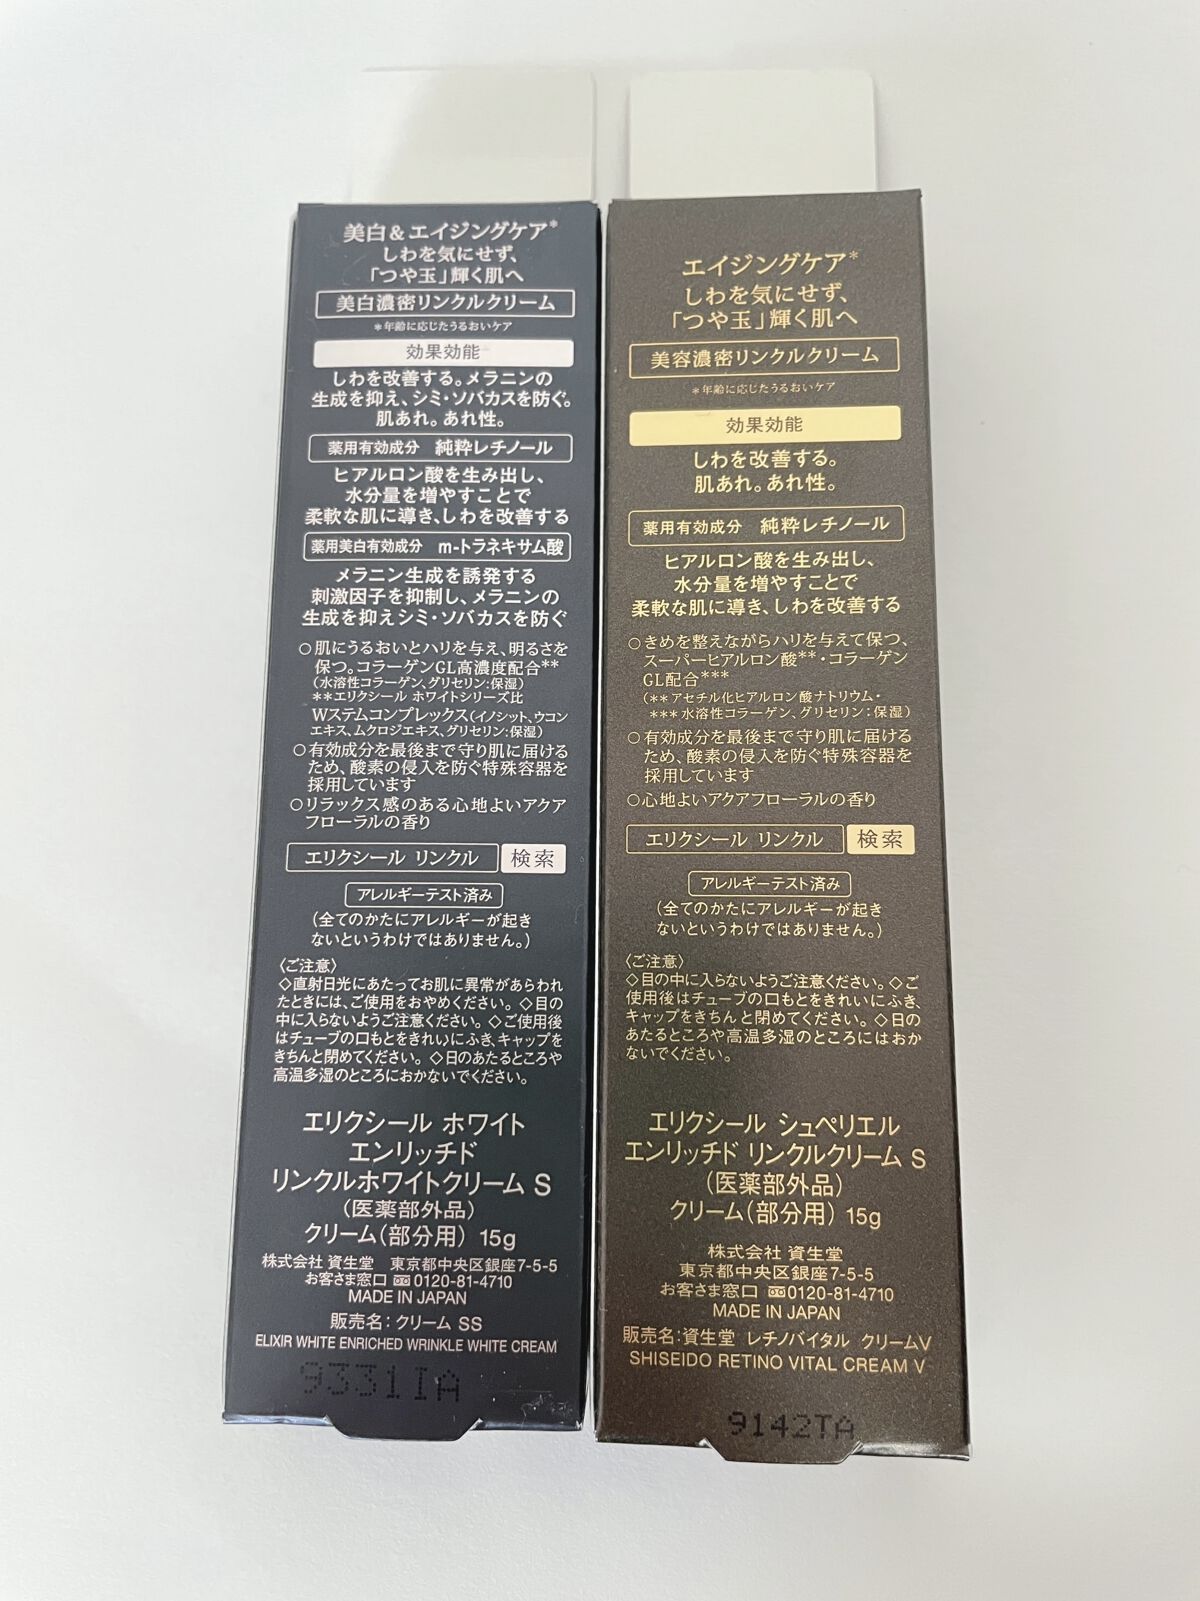 美白&エイジングケア*
しわを気にせず、
「つや玉」輝く肌へ
美白濃密リンクルクリーム
*年齢に応じたうるおいケア
効果効能
しわを改善する。メラニンの
生成を抑え、シミ・ソバカスを防ぐ。
肌あれ。あれ性。
薬用有効成分 純粋レチノール
ヒアルロン酸を生み出し、
水分量を増やすことで
柔軟な肌に導き、しわを改善する
薬用美白有効成分 m-トラネキサム酸
メラニン生成を誘発する
刺激因子を抑制し、メラニンの
生成を抑えシミ・ソバカスを防ぐ
○肌にうるおいとハリを与え、明るさを
保つ。コラーゲンGL高濃度配合**
(水溶性コラーゲン、グリセリン:保湿)
**エリクシール ホワイトシリーズ比
Wステムコンプレックス(イノシット、ウコン
エキス、ムクロジエキス、グリセリン:保湿)
○有効成分を最後まで守り肌に届ける
ため、酸素の侵入を防ぐ特殊容器を
採用しています
○リラックス感のある心地よいアクア
フローラルの香り
エリクシール リンクル 検索
アレルギーテスト済み
(全てのかたにアレルギーが起き
ないというわけではありません。)
〈ご注意〉
◇直射日光にあたってお肌に異常があらわれ
たときには、ご使用をおやめください。◇目の
中に入らないようご注意ください。◇ご使用後
はチューブの口もとをきれいにふき、キャップを
きちんと閉めてください。◇日のあたるところや
高温多湿のところにおかないでください。
エリクシール ホワイト
エンリッチド
リンクルホワイトクリーム S
(医薬部外品)
クリーム(部分用) 15g
株式会社 資生堂 東京都中央区銀座7-5-5
お客さま窓口 0120-81-4710
MADE IN JAPAN
販売名:クリーム SS
ELIXIR WHITE ENRICHED WRINKLE WHITE CREAM
9331IA
エイジングケア*
しわを気にせず、
「つや玉」輝く肌へ
美容濃密リンクルクリーム
*年齢に応じたうるおいケア
効果効能
しわを改善する。
肌あれ。あれ性。
薬用有効成分 純粋レチノール
ヒアルロン酸を生み出し、
水分量を増やすことで
柔軟な肌に導き、しわを改善する
○きめを整えながらハリを与えて保つ、
スーパーヒアルロン酸**・コラーゲン
GL配合***
(**アセチル化ヒアルロン酸ナトリウム・
***水溶性コラーゲン、グリセリン:保湿)
○有効成分を最後まで守り肌に届ける
ため、酸素の侵入を防ぐ特殊容器を
採用しています
○心地よいアクアフローラルの香り
エリクシール リンクル 検索
アレルギーテスト済み
(全てのかたにアレルギーが起き
ないというわけではありません。)
〈ご注意〉
◇目の中に入らないようご注意ください。◇ご
使用後はチューブの口もとをきれいにふき、
キャップをきちんと閉めてください。◇日の
あたるところや高温多湿のところにはおか
ないでください。
エリクシール シュペリエル
エンリッチド リンクルクリーム S
(医薬部外品)
クリーム(部分用) 15g
株式会社 資生堂
東京都中央区銀座7-5-5
お客さま窓口 0120-81-4710
MADE IN JAPAN
販売名:資生堂 レチノバイタル クリームV
SHISEIDO RETINO VITAL CREAM V
9142TA